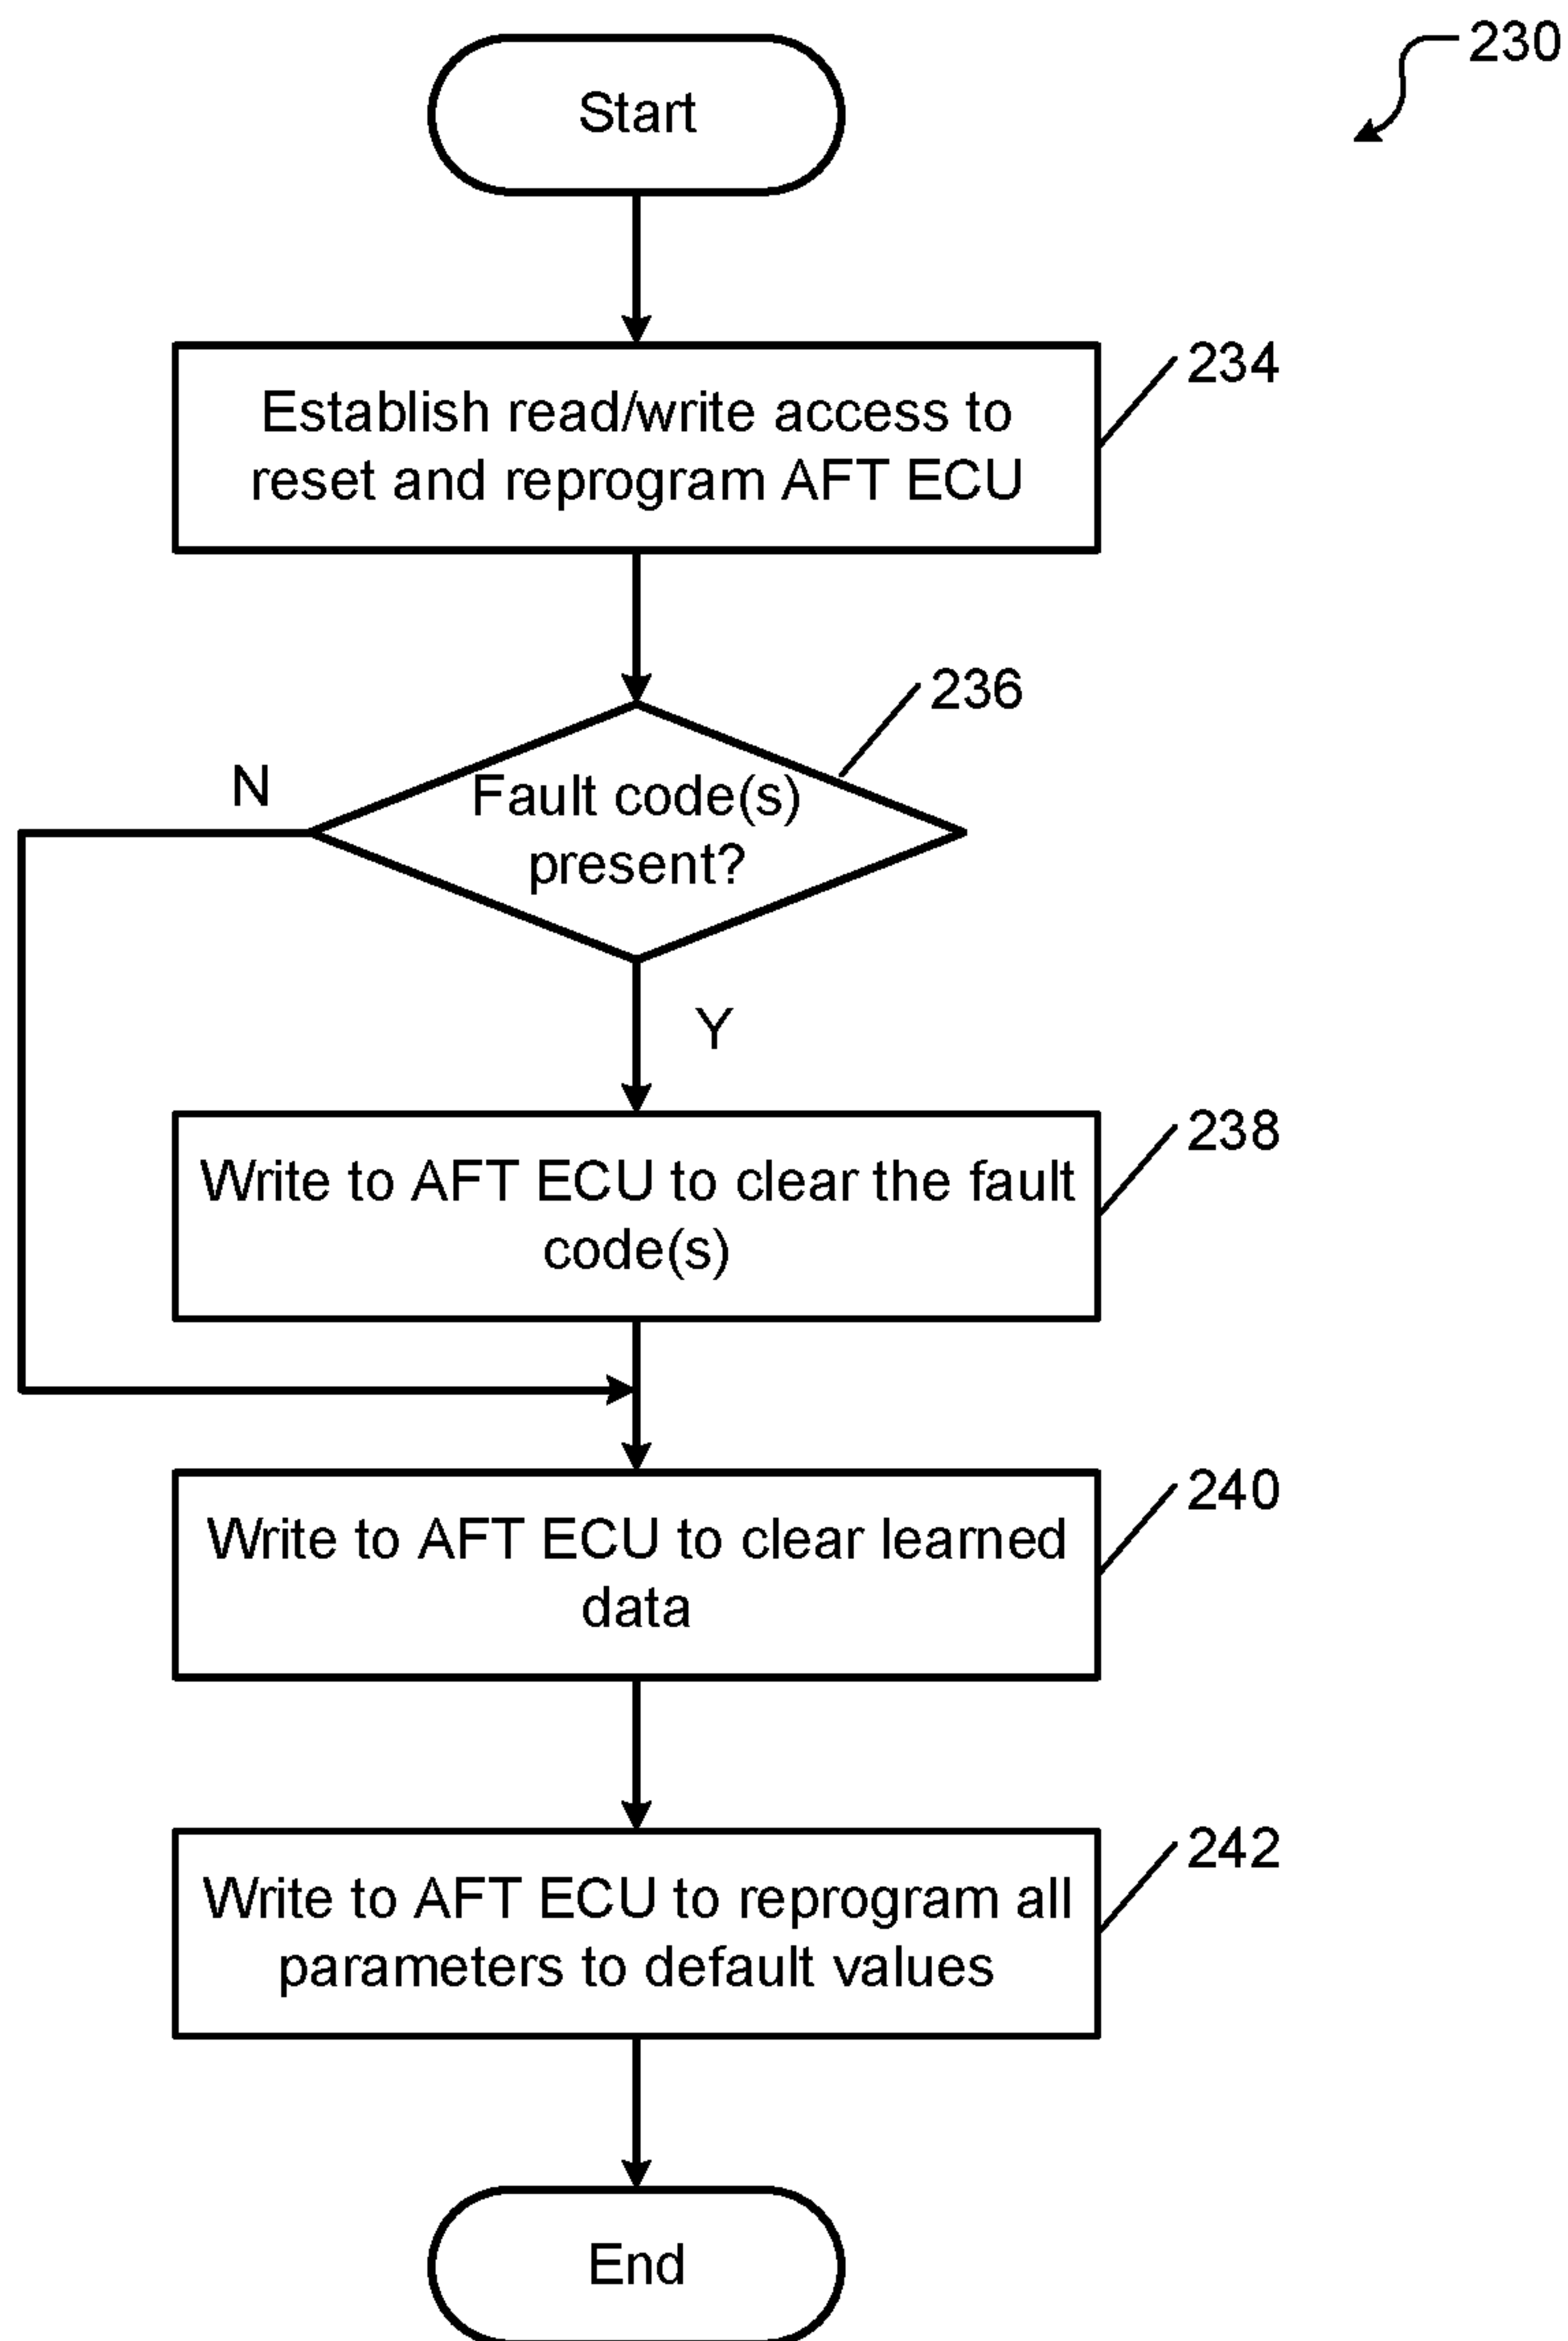 230
Start
234
Establish read/write access to
reset and reprogram AFT ECU
236
N
Fault code(s)
present?
Y
238
Write to AFT ECU to clear the fault
code(s)
240
Write to AFT ECU to clear learned
data
242
Write to AFT ECU to reprogram all
parameters to default values
End